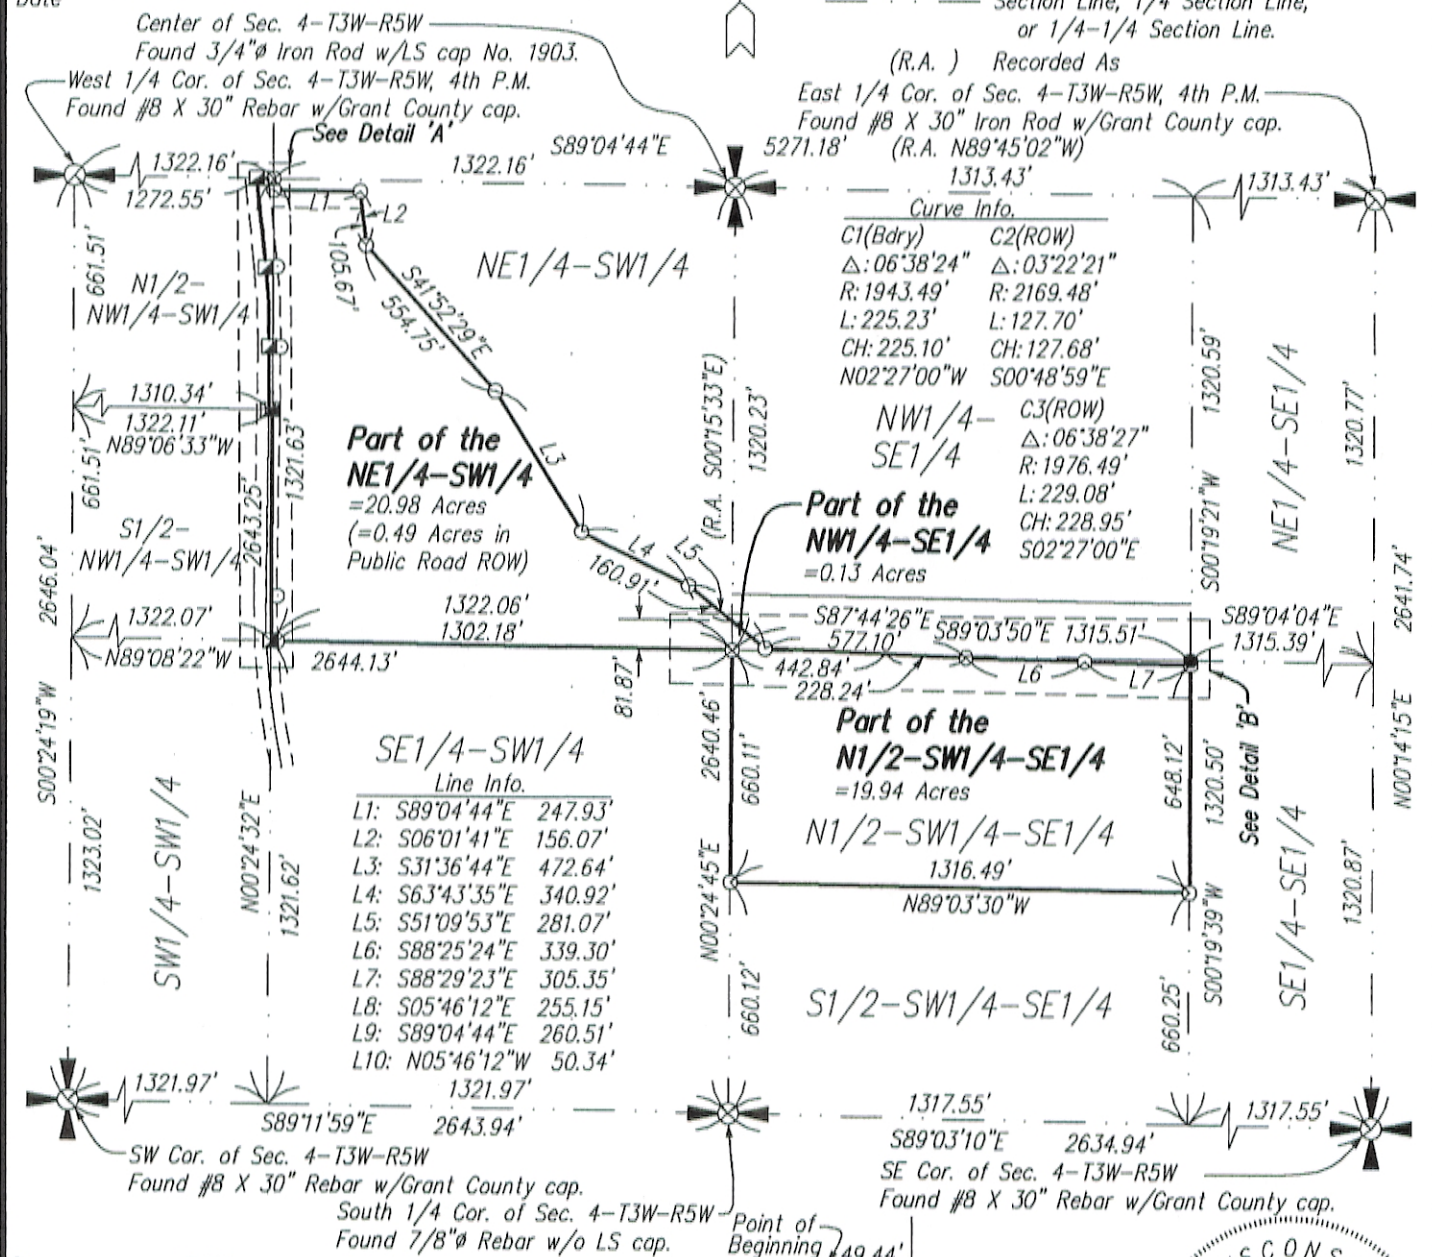 Center of Sec. 4-T3W-R5W
Found 3/4"ø Iron Rod w/LS cap No. 1903.
West 1/4 Cor. of Sec. 4-T3W-R5W, 4th P.M.
Found #8 X 30" Rebar w/Grant County cap.
See Detail 'A'
Section Line, 1/4 Section Line,
or 1/4-1/4 Section Line.
(R.A. ) Recorded As
East 1/4 Cor. of Sec. 4-T3W-R5W, 4th P.M.
Found #8 X 30" Iron Rod w/Grant County cap.
1322.16'
1272.55'
1322.16'
S89°04'44"E
5271.18'
(R.A. N89°45'02"W)
1313.43'
1313.43'
L1
L2
105.67'
661.51'
N1/2-
NW1/4-SW1/4
NE1/4-SW1/4
S41°52'29"E
554.75'
Curve Info.
C1(Bdry) C2(ROW)
Δ:06°38'24" Δ:03°22'21"
R:1943.49' R:2169.48'
L:225.23' L:127.70'
CH:225.10' CH:127.68'
N02°27'00"W S00°48'59"E
C3(ROW)
Δ:06°38'27"
R:1976.49'
L:229.08'
CH:228.95'
S02°27'00"E
NW1/4-
SE1/4
1320.59'
S00°19'21"W
NE1/4-SE1/4
1320.77'
1310.34'
1322.11'
N89°06'33"W
661.51'
1321.63'
2643.25'
S1/2-
NW1/4-SW1/4
Part of the
NE1/4-SW1/4
=20.98 Acres
(=0.49 Acres in
Public Road ROW)
L3
L4
L5
160.91'
(R.A. S00°15'33"E)
1320.23'
Part of the
NW1/4-SE1/4
=0.13 Acres
2646.04'
S00°24'19"W
2641.74'
N00°14'15"E
1322.07'
N89°08'22"W
2644.13'
1322.06'
1302.18'
81.87'
S87°44'26"E
577.10'
S89°03'50"E 1315.51'
442.84'
228.24'
L6
L7
S89°04'04"E
1315.39'
See Detail 'B'
2640.46'
660.11'
Part of the
N1/2-SW1/4-SE1/4
=19.94 Acres
N1/2-SW1/4-SE1/4
1316.49'
N89°03'30"W
648.12'
1320.50'
S00°19'39"W
SE1/4-SE1/4
1320.87'
SE1/4-SW1/4
Line Info.
L1: S89°04'44"E 247.93'
L2: S06°01'41"E 156.07'
L3: S31°36'44"E 472.64'
L4: S63°43'35"E 340.92'
L5: S51°09'53"E 281.07'
L6: S88°25'24"E 339.30'
L7: S88°29'23"E 305.35'
L8: S05°46'12"E 255.15'
L9: S89°04'44"E 260.51'
L10: N05°46'12"W 50.34'
1323.02'
SW1/4-SW1/4
N00°24'32"E
1321.62'
N00°24'45"E
660.12'
S1/2-SW1/4-SE1/4
660.25'
1321.97'
S89°11'59"E
1321.97'
2643.94'
1317.55'
S89°03'10"E 2634.94'
1317.55'
SW Cor. of Sec. 4-T3W-R5W
Found #8 X 30" Rebar w/Grant County cap.
South 1/4 Cor. of Sec. 4-T3W-R5W
Found 7/8"ø Rebar w/o LS cap.
SE Cor. of Sec. 4-T3W-R5W
Found #8 X 30" Rebar w/Grant County cap.
Point of
Beginning
49.44'